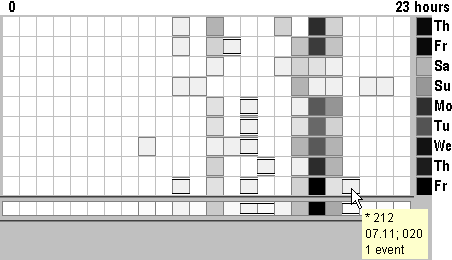 0 23 hours
Th
Fr
Sa
Su
Mo
Tu
We
Th
Fr
* 212
07.11; 020
1 event